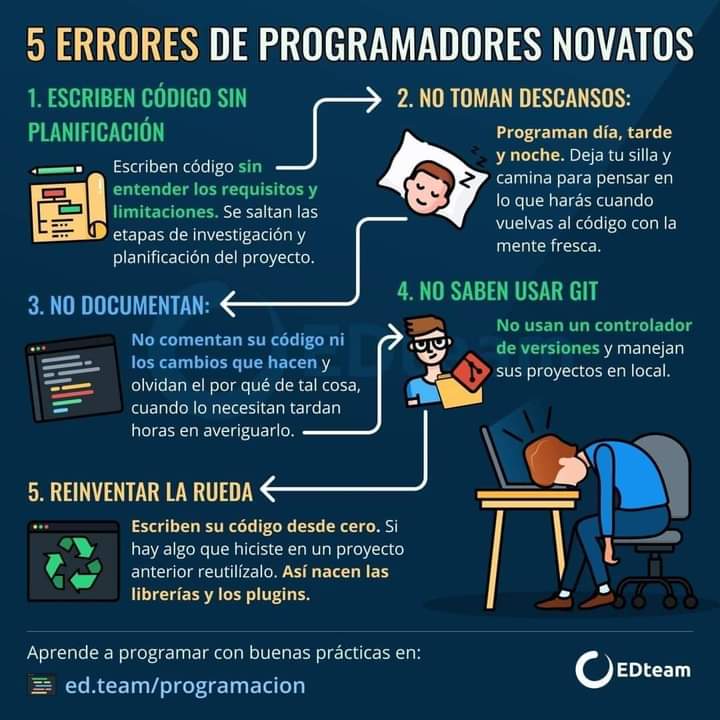 5 ERRORES DE PROGRAMADORES NOVATOS
1. ESCRIBEN CÓDIGO SIN
PLANIFICACIÓN
Escriben código sin
entender los requisitos y
limitaciones. Se saltan las
etapas de investigación y
planificación del proyecto.
2. NO TOMAN DESCANSOS:
Programan día, tarde
y noche. Deja tu silla y
camina para pensar en
lo que harás cuando
vuelvas al código con la
mente fresca.
z z Z
3. NO DOCUMENTAN:
No comentan su código ni
los cambios que hacen y
olvidan el por qué de tal cosa,
cuando lo necesitan tardan
horas en averiguarlo.
4. NO SABEN USAR GIT
No usan un controlador
de versiones y manejan
sus proyectos en local.
5. REINVENTAR LA RUEDA
Escriben su código desde cero. Si
hay algo que hiciste en un proyecto
anterior reutilízalo. Así nacen las
librerías y los plugins.
EDteam
Aprende a programar con buenas prácticas en:
ed.team/programacion
EDteam